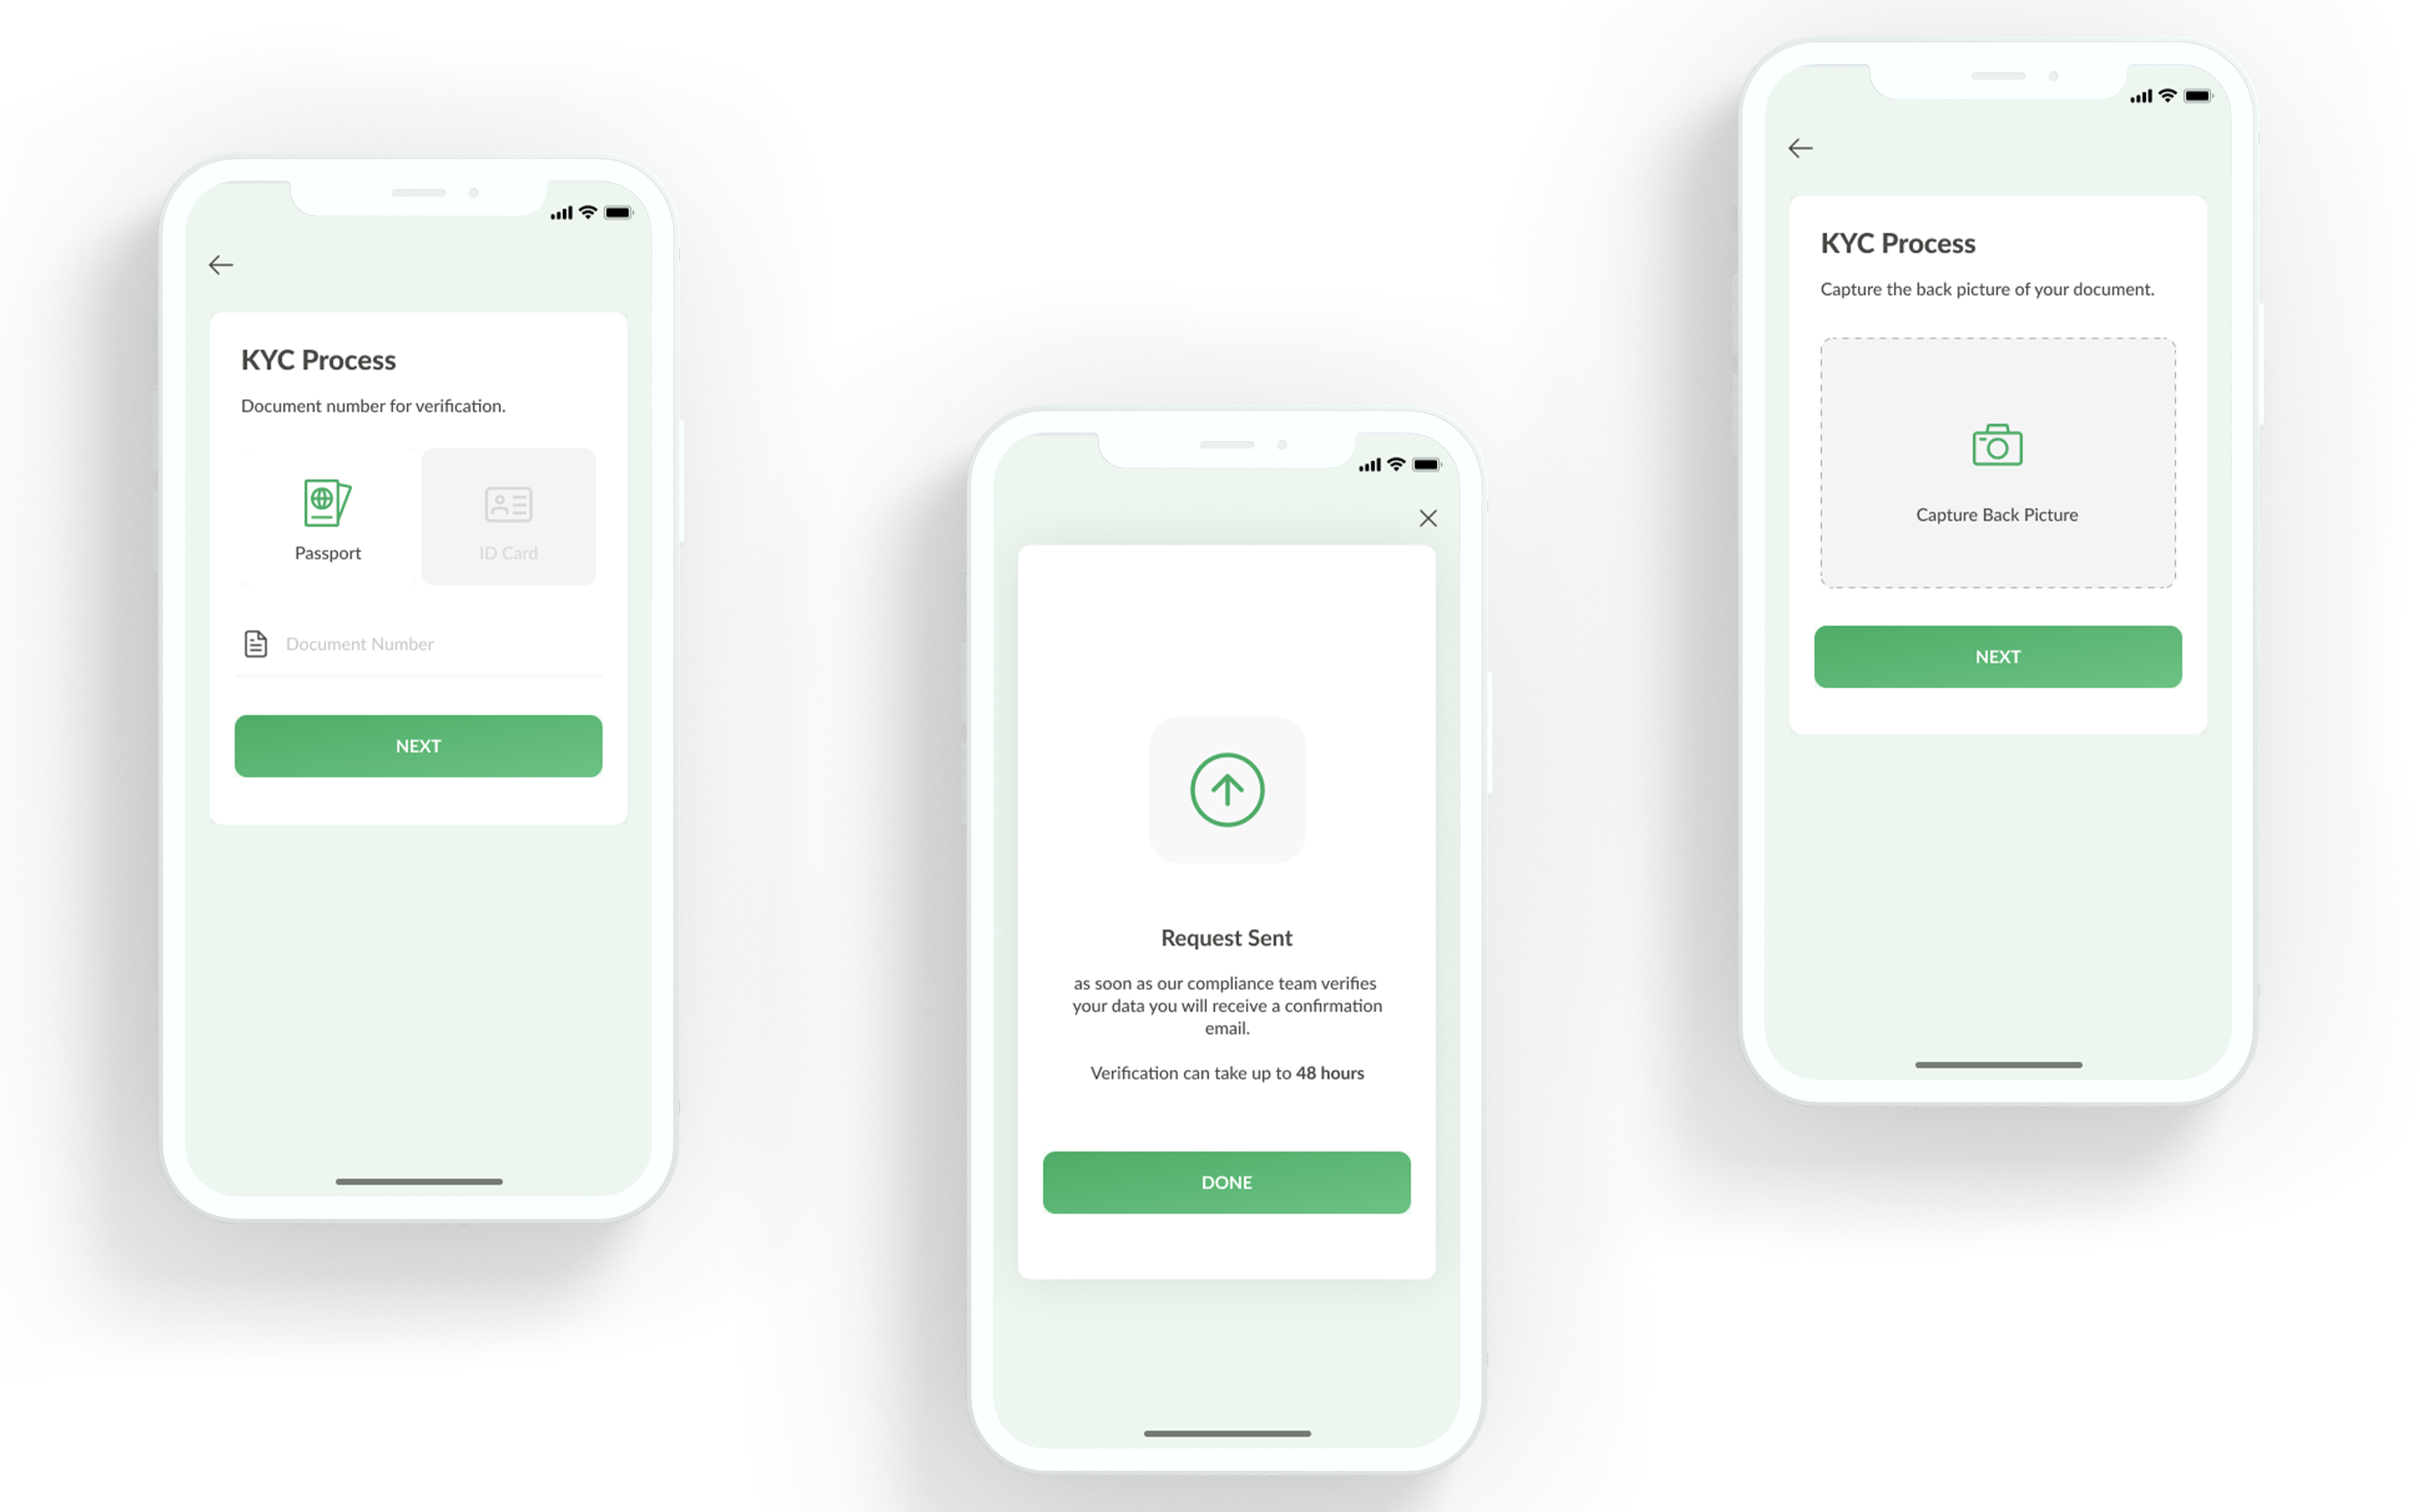 KYC Process
Document number for verification.
Passport
ID Card
Document Number
NEXT
Request Sent
as soon as our compliance team verifies
your data you will receive a confirmation
email.
Verification can take up to 48 hours
DONE
KYC Process
Capture the back picture of your document.
Capture Back Picture
NEXT